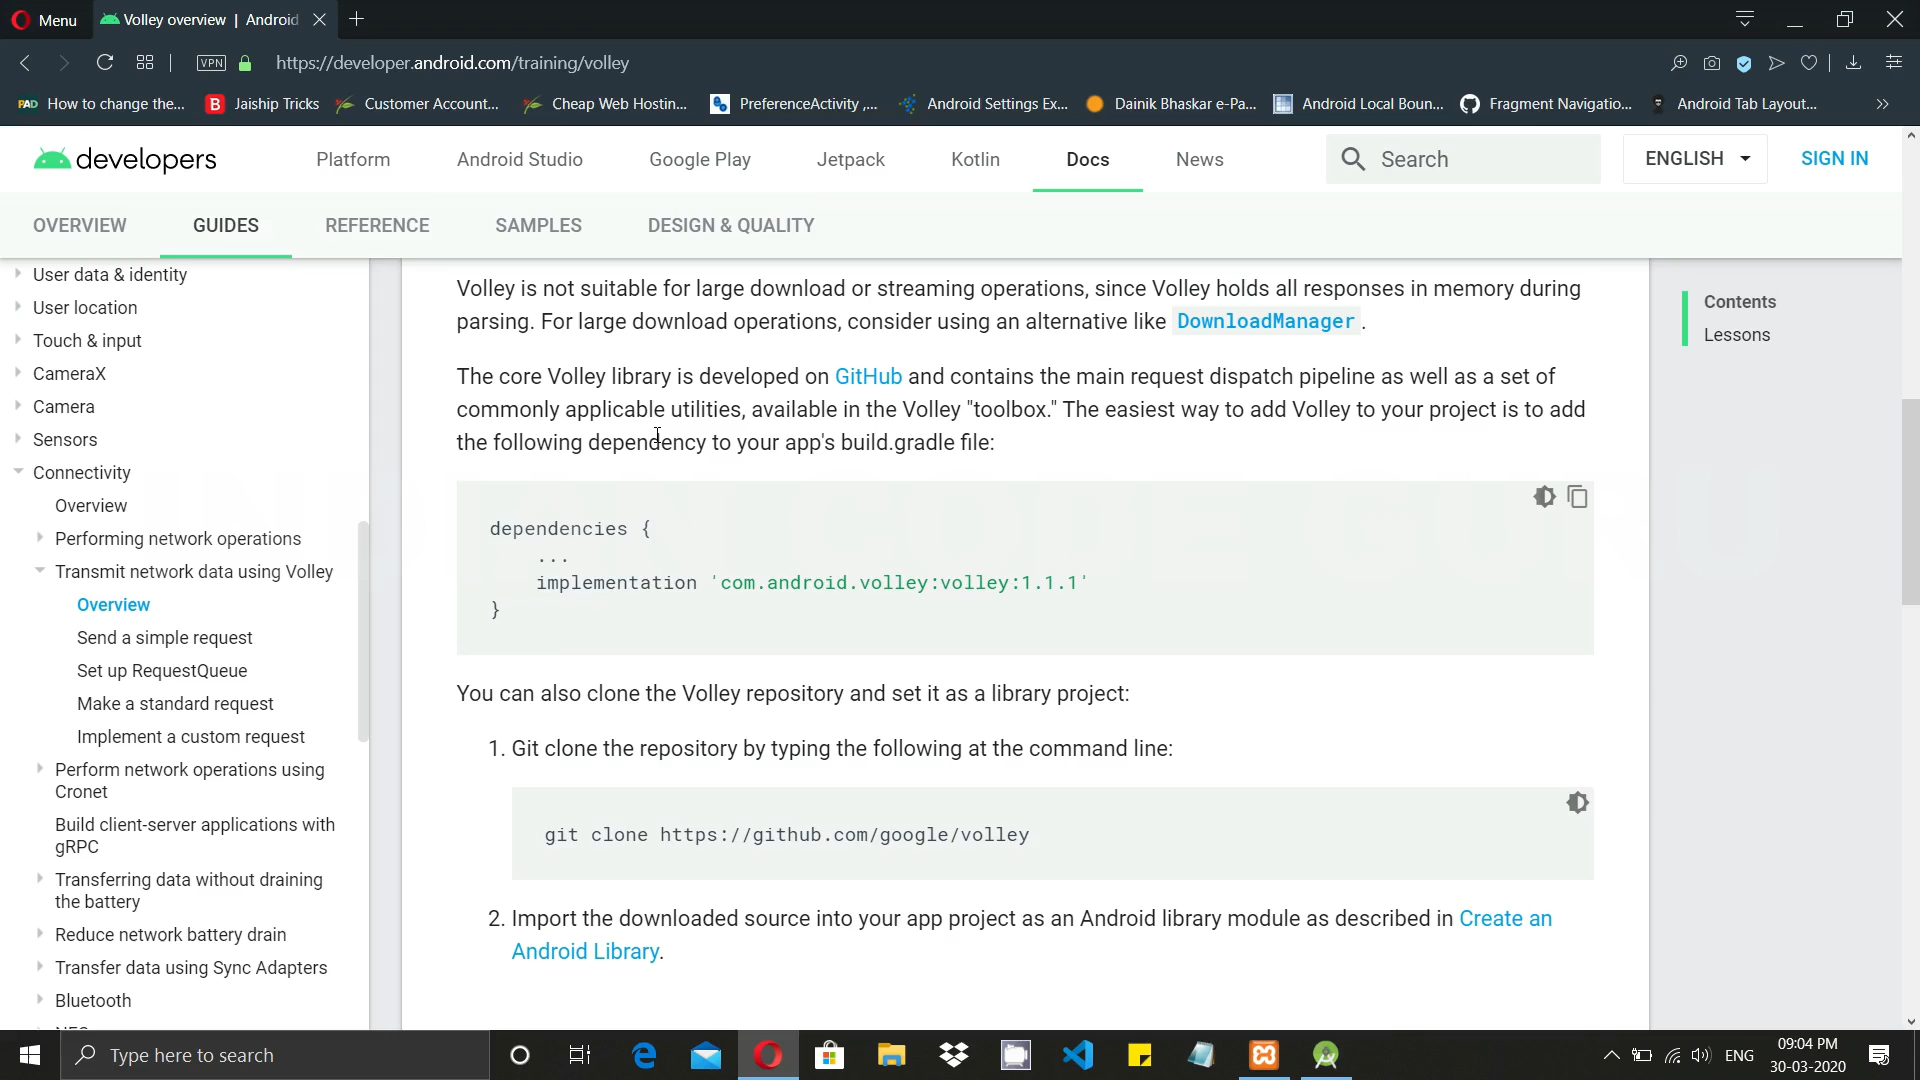 Menu
Volley overview | Android
VPN
https://developer.android.com/training/volley
How to change the...
Jaiship Tricks
Customer Account...
Cheap Web Hostin...
PreferenceActivity ,...
Android Settings Ex...
Dainik Bhaskar e-Pa...
Android Local Boun...
Fragment Navigatio...
Android Tab Layout...
developers
Platform
Android Studio
Google Play
Jetpack
Kotlin
Docs
News
Search
ENGLISH
SIGN IN
OVERVIEW
GUIDES
REFERENCE
SAMPLES
DESIGN & QUALITY
User data & identity
User location
Touch & input
CameraX
Camera
Sensors
Connectivity
Overview
Performing network operations
Transmit network data using Volley
Overview
Send a simple request
Set up RequestQueue
Make a standard request
Implement a custom request
Perform network operations using
Cronet
Build client-server applications with
gRPC
Transferring data without draining
the battery
Reduce network battery drain
Transfer data using Sync Adapters
Bluetooth
Volley is not suitable for large download or streaming operations, since Volley holds all responses in memory during
parsing. For large download operations, consider using an alternative like DownloadManager.
The core Volley library is developed on GitHub and contains the main request dispatch pipeline as well as a set of
commonly applicable utilities, available in the Volley "toolbox." The easiest way to add Volley to your project is to add
the following dependency to your app's build.gradle file:
dependencies {
...
implementation 'com.android.volley:volley:1.1.1'
}
You can also clone the Volley repository and set it as a library project:
1. Git clone the repository by typing the following at the command line:
git clone https://github.com/google/volley
2. Import the downloaded source into your app project as an Android library module as described in Create an
Android Library.
Contents
Lessons
Type here to search
ENG
09:04 PM
30-03-2020